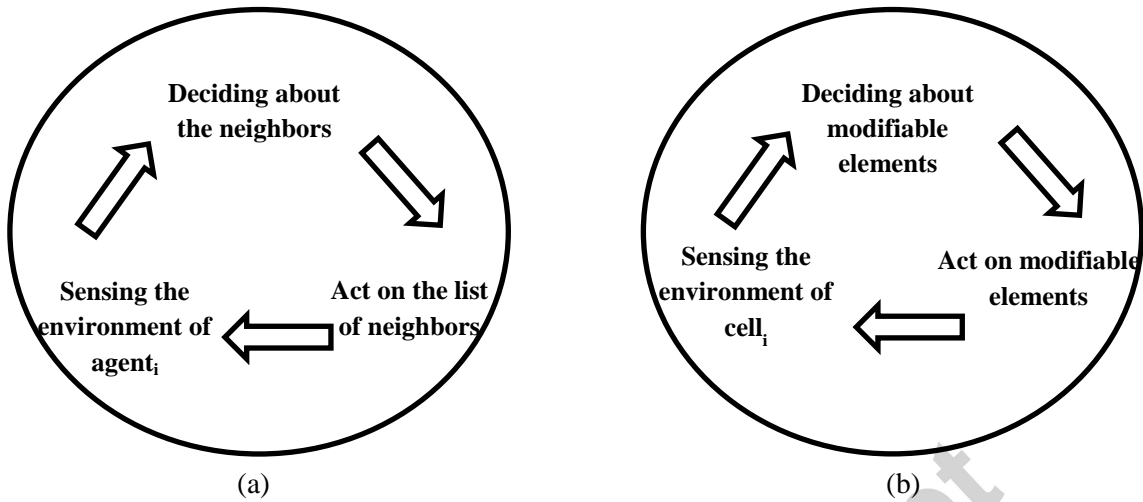 Deciding about
the neighbors
Sensing the
environment of
agentᵢ
Act on the list
of neighbors
(a)
Deciding about
modifiable
elements
Sensing the
environment of
cellᵢ
Act on modifiable
elements
(b)